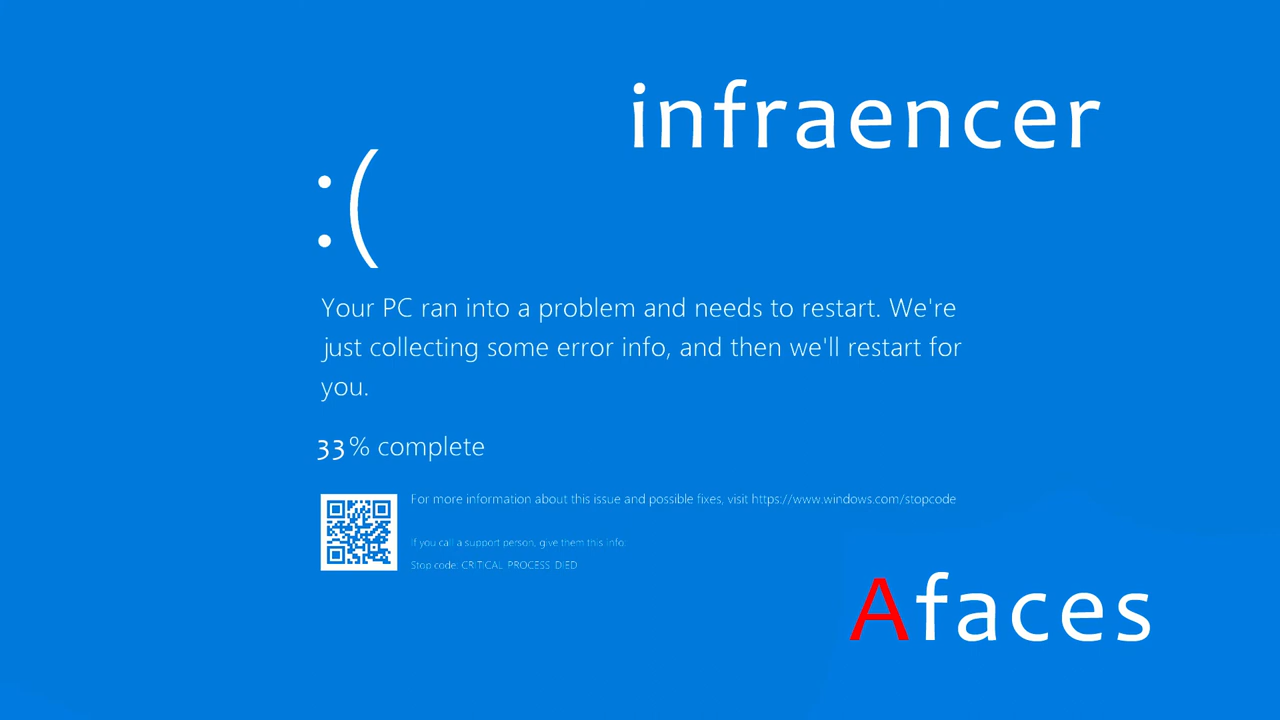 infraencer
:(
Your PC ran into a problem and needs to restart. We're
just collecting some error info, and then we'll restart for
you.
33% complete
For more information about this issue and possible fixes, visit https://www.windows.com/stopcode
If you call a support person, give them this info:
Stop code: CRITICAL PROCESS DIED
Afaces